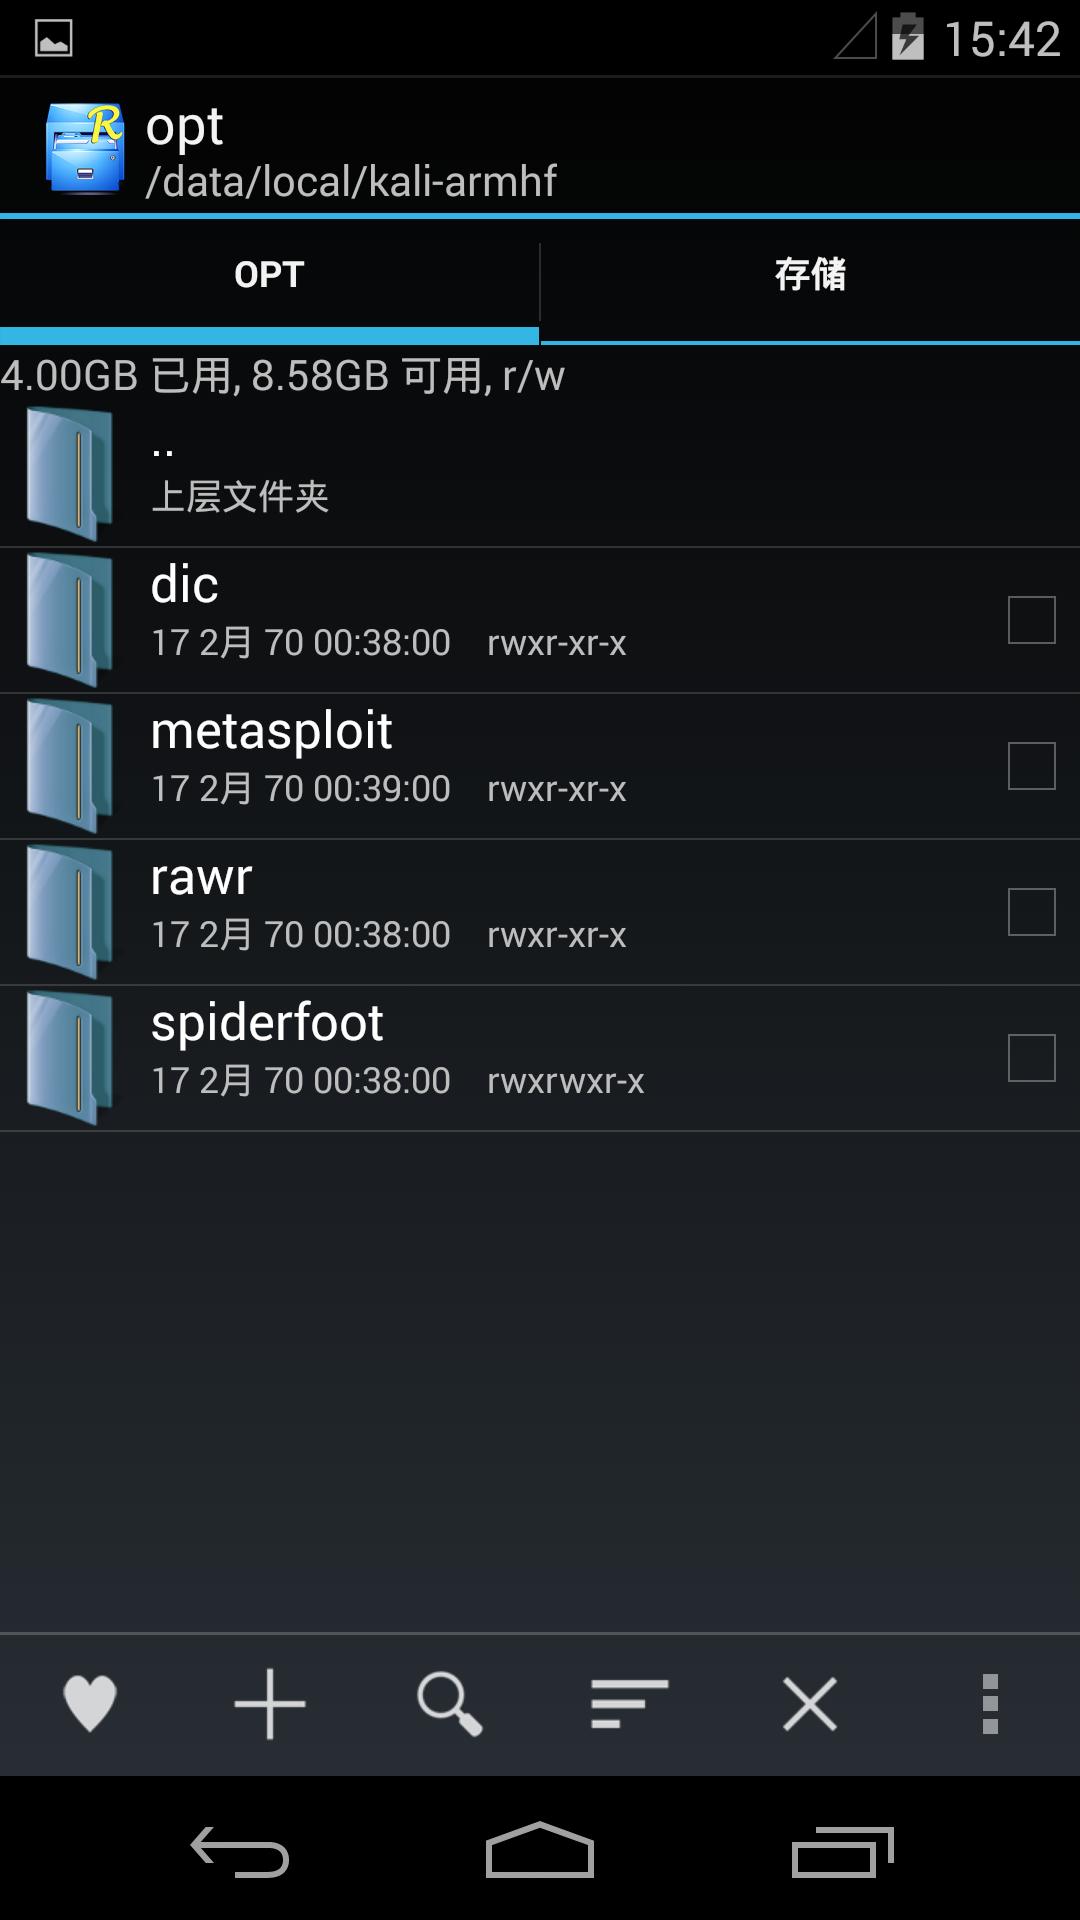 15:42
opt
/data/local/kali-armhf
OPT
存储
4.00GB 已用, 8.58GB 可用, r/w
..
上层文件夹
dic
17 2月 70 00:38:00 rwxr-xr-x
metasploit
17 2月 70 00:39:00 rwxr-xr-x
rawr
17 2月 70 00:38:00 rwxr-xr-x
spiderfoot
17 2月 70 00:38:00 rwxrwxr-x